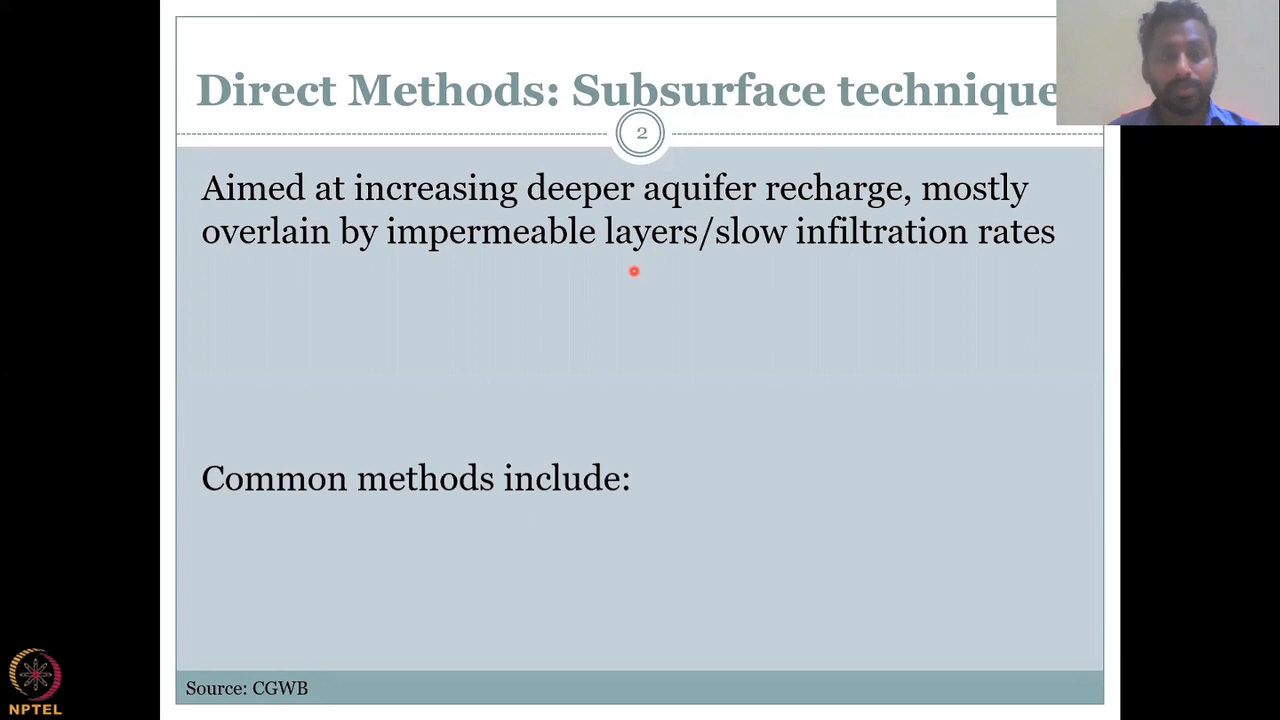 Direct Methods: Subsurface technique
2
Aimed at increasing deeper aquifer recharge, mostly
overlain by impermeable layers/slow infiltration rates
Common methods include:
Source: CGWB
NPTEL